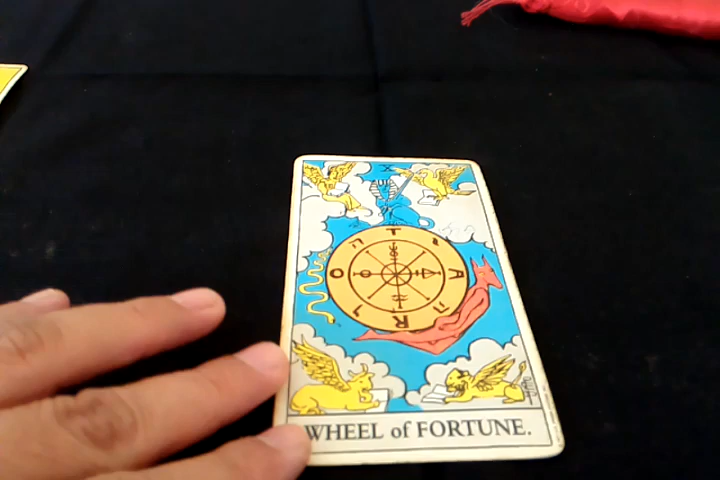 X
ה T י
O A
ו R ה
WHEEL of FORTUNE.